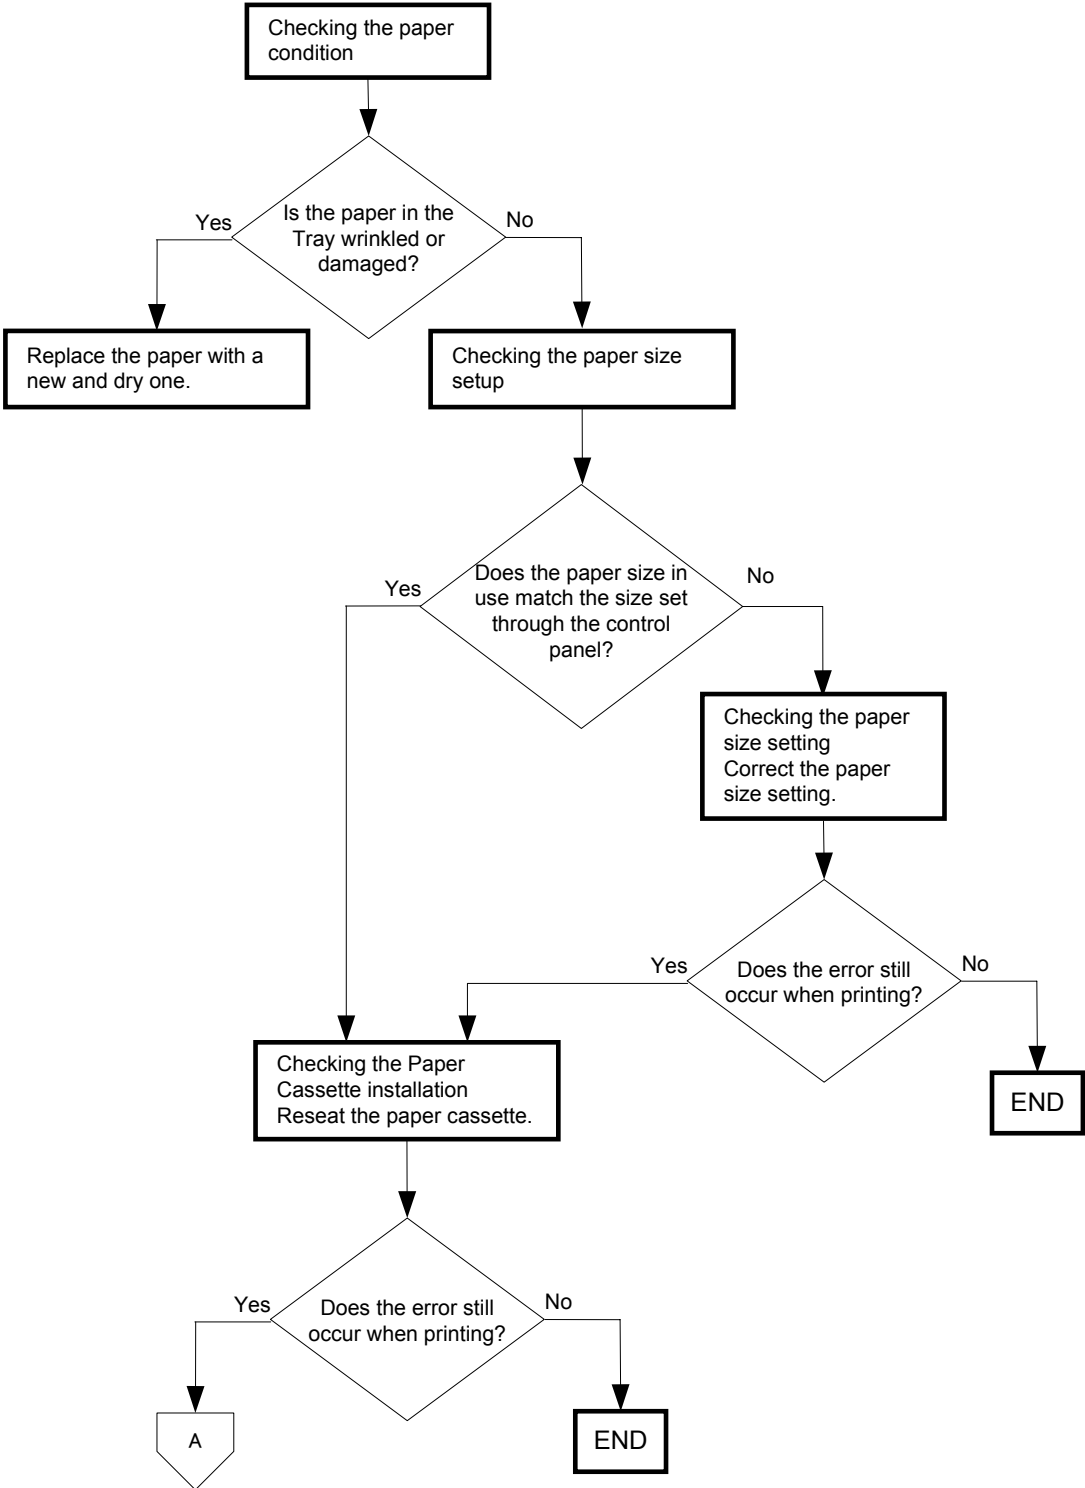 Checking the paper
condition
Is the paper in the
Tray wrinkled or
damaged?
Yes
No
Replace the paper with a
new and dry one.
Checking the paper size
setup
Does the paper size in
use match the size set
through the control
panel?
Yes
No
Checking the paper
size setting
Correct the paper
size setting.
Does the error still
occur when printing?
Yes
No
END
Checking the Paper
Cassette installation
Reseat the paper cassette.
Does the error still
occur when printing?
Yes
No
A
END